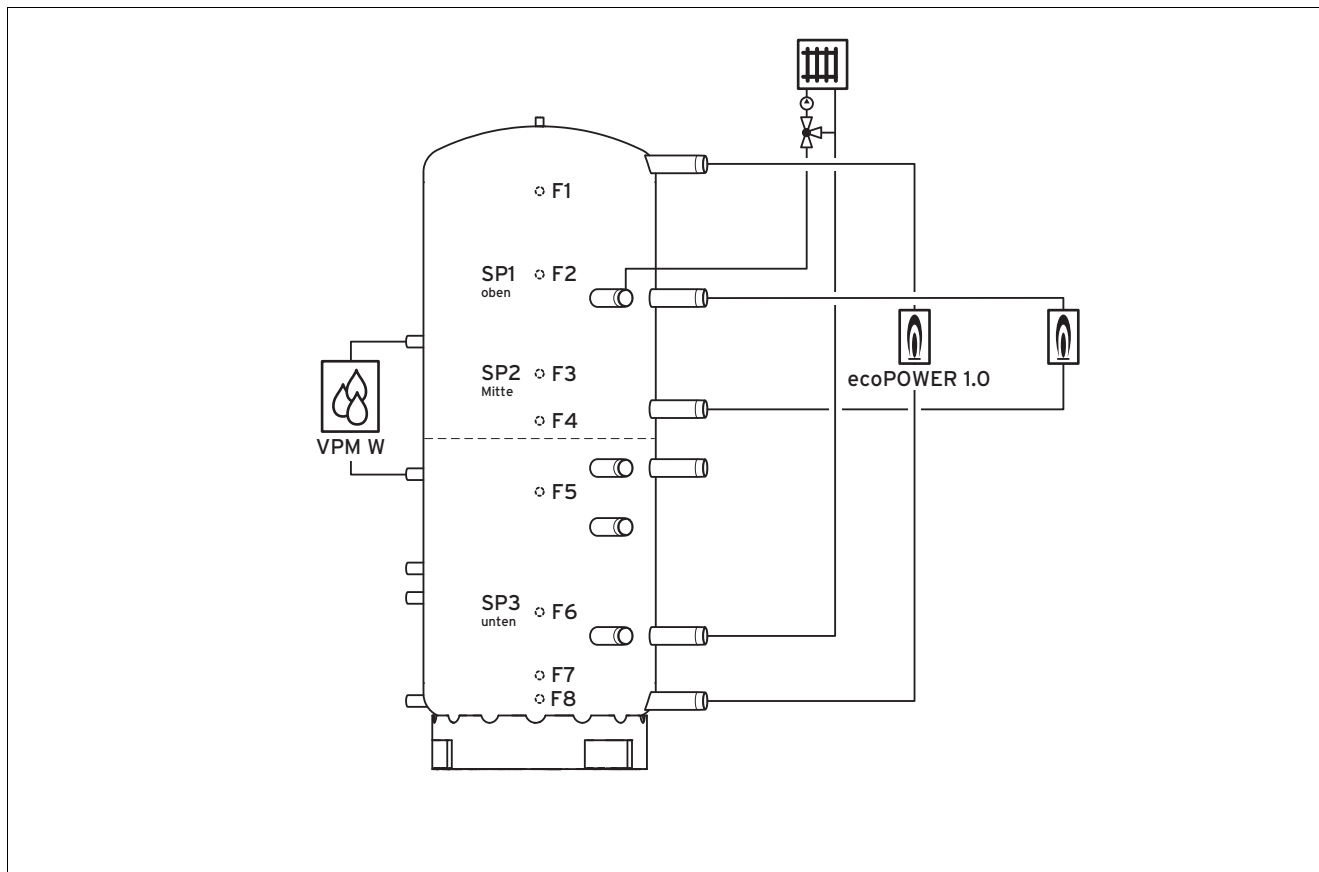 F1
SP1 F2
oben
SP2 F3
Mitte
ecoPOWER 1.0
F4
VPM W
F5
SP3 F6
unten
F7
F8